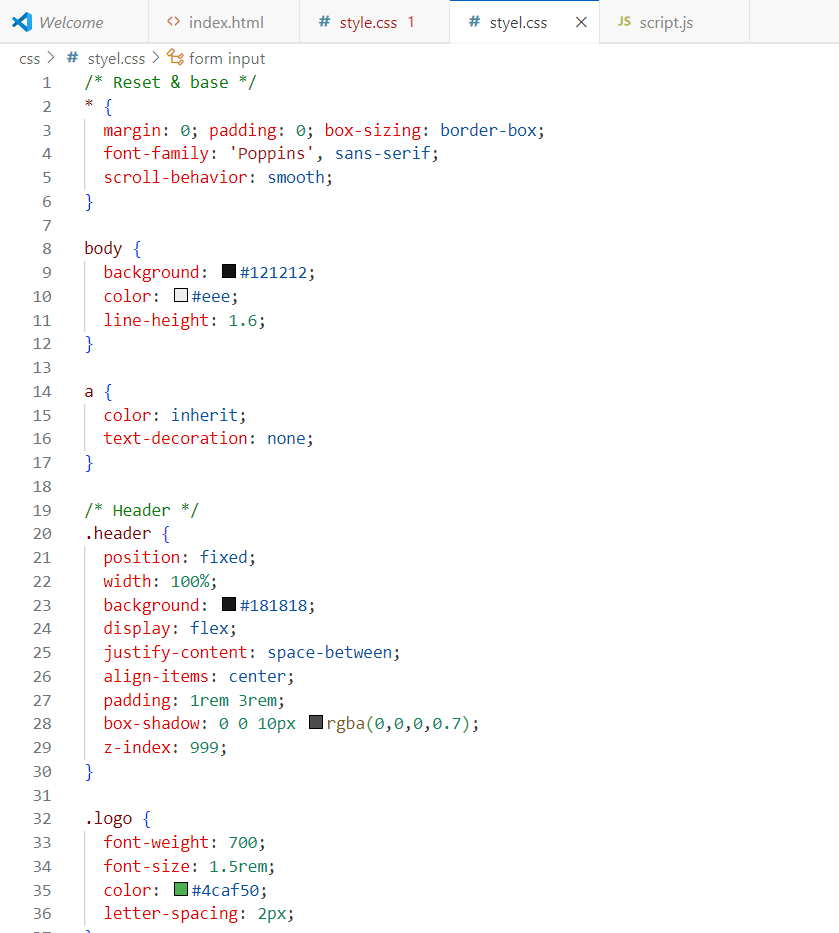 Welcome
index.html
style.css 1
styel.css
JS script.js
css > # styel.css > form input
1 /* Reset & base */
2 * {
3 margin: 0; padding: 0; box-sizing: border-box;
4 font-family: 'Poppins', sans-serif;
5 scroll-behavior: smooth;
6 }
7
8 body {
9 background: #121212;
10 color: #eee;
11 line-height: 1.6;
12 }
13
14 a {
15 color: inherit;
16 text-decoration: none;
17 }
18
19 /* Header */
20 .header {
21 position: fixed;
22 width: 100%;
23 background: #181818;
24 display: flex;
25 justify-content: space-between;
26 align-items: center;
27 padding: 1rem 3rem;
28 box-shadow: 0 0 10px rgba(0,0,0,0.7);
29 z-index: 999;
30 }
31
32 .logo {
33 font-weight: 700;
34 font-size: 1.5rem;
35 color: #4caf50;
36 letter-spacing: 2px;